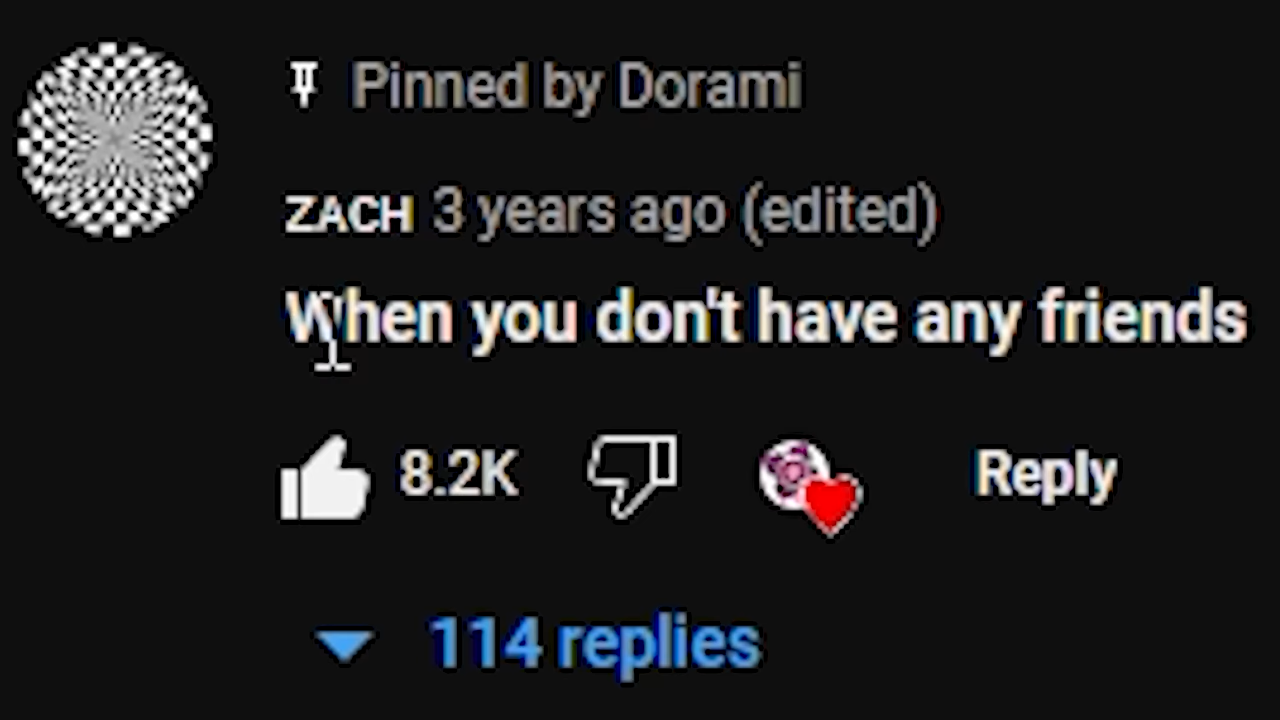 Pinned by Dorami
ZACH 3 years ago (edited)
When you don't have any friends
8.2K Reply
114 replies